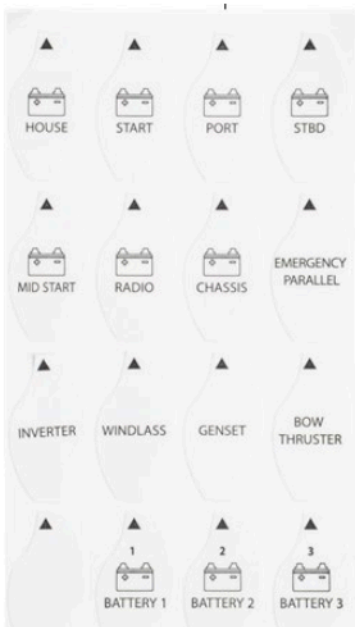 HOUSE START PORT STBD
MID START RADIO CHASSIS EMERGENCY PARALLEL
INVERTER WINDLASS GENSET BOW THRUSTER
1 2 3
BATTERY 1 BATTERY 2 BATTERY 3